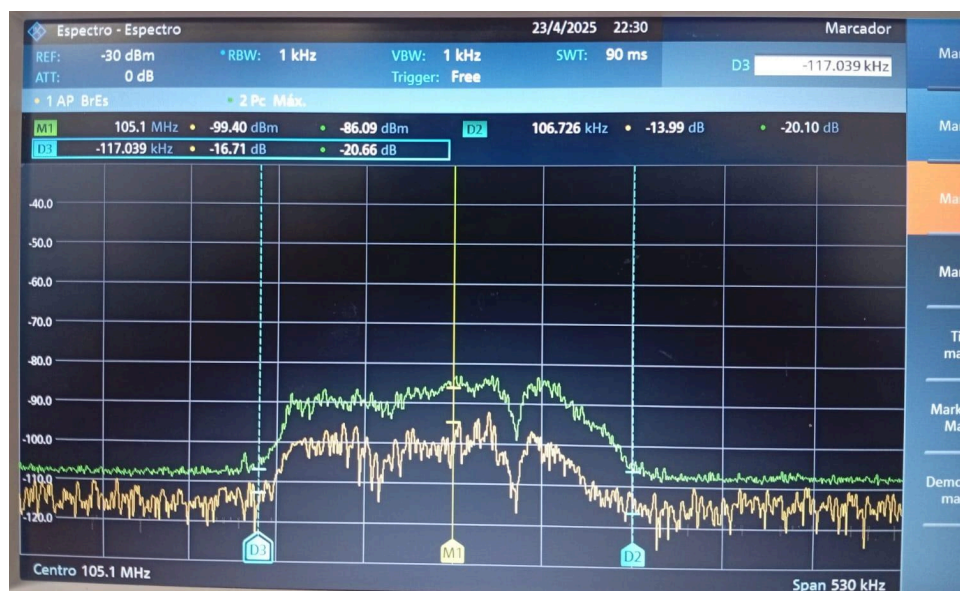 Espectro - Espectro 23/4/2025 22:30 Marcador
REF: -30 dBm *RBW: 1 kHz VBW: 1 kHz SWT: 90 ms D3 -117.039 kHz
ATT: 0 dB Trigger: Free
1 AP BrEs 2 Pc Máx.
M1 105.1 MHz -99.40 dBm -86.09 dBm D2 106.726 kHz -13.99 dB -20.10 dB
D3 -117.039 kHz -16.71 dB -20.66 dB
-40.0
-50.0
-60.0
-70.0
-80.0
-90.0
-100.0
-110.0
-120.0
D3 M1 D2
Centro 105.1 MHz Span 530 kHz